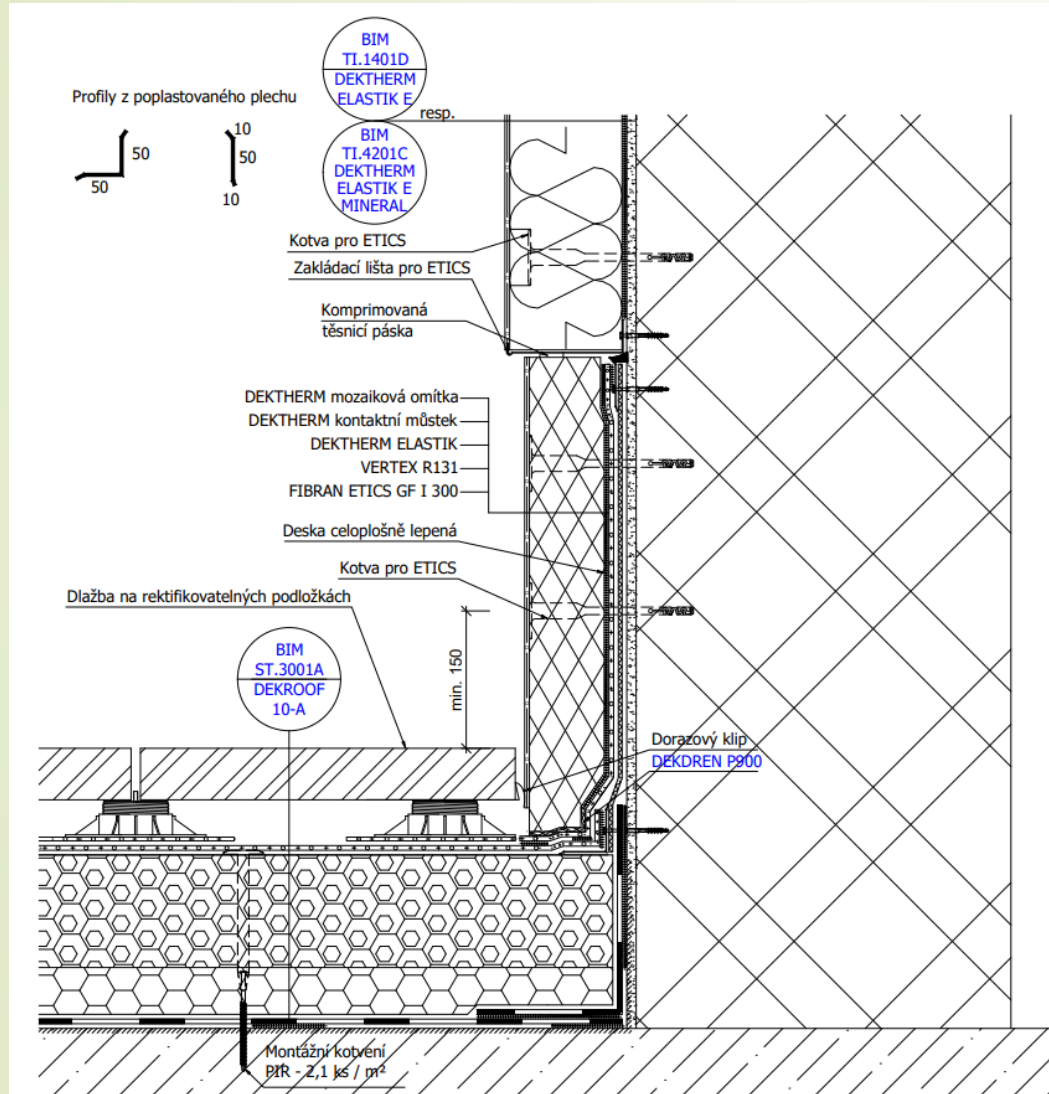 BIM
TI.1401D
DEKTHERM
ELASTIK E
resp.
BIM
TI.4201C
DEKTHERM
ELASTIK E
MINERAL
Profily z poplastovaného plechu
50
50
10
50
10
Kotva pro ETICS
Zakládací lišta pro ETICS
Komprimovaná
těsnicí páska
DEKTHERM mozaiková omítka
DEKTHERM kontaktní můstek
DEKTHERM ELASTIK
VERTEX R131
FIBRAN ETICS GF I 300
Deska celoplošně lepená
Kotva pro ETICS
Dlažba na rektifikovatelných podložkách
BIM
ST.3001A
DEKROOF
10-A
min. 150
Dorazový klip
DEKDREN P900
Montážní kotvení
PIR - 2,1 ks / m²